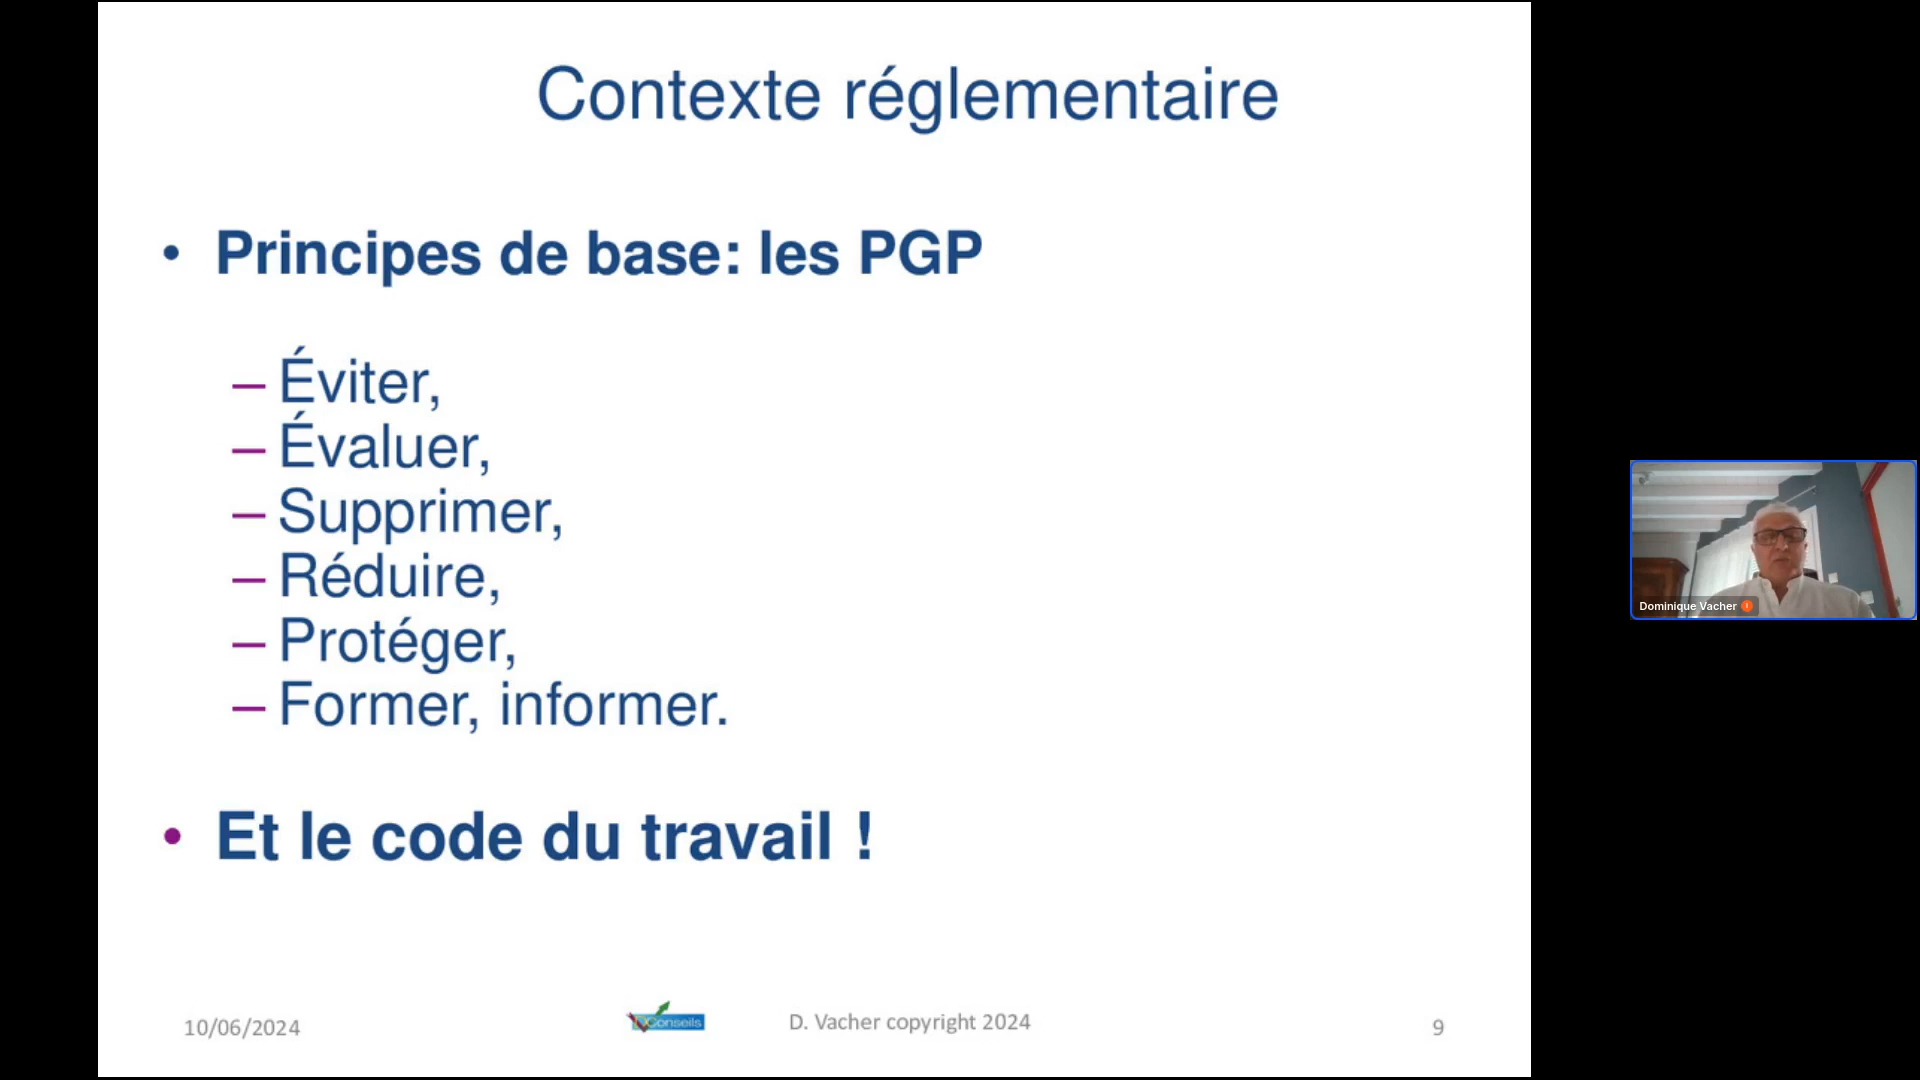 Contexte réglementaire
• Principes de base: les PGP
– Éviter,
– Évaluer,
– Supprimer,
– Réduire,
– Protéger,
– Former, informer.
• Et le code du travail !
10/06/2024
Conseils
D. Vacher copyright 2024
9
Dominique Vacher